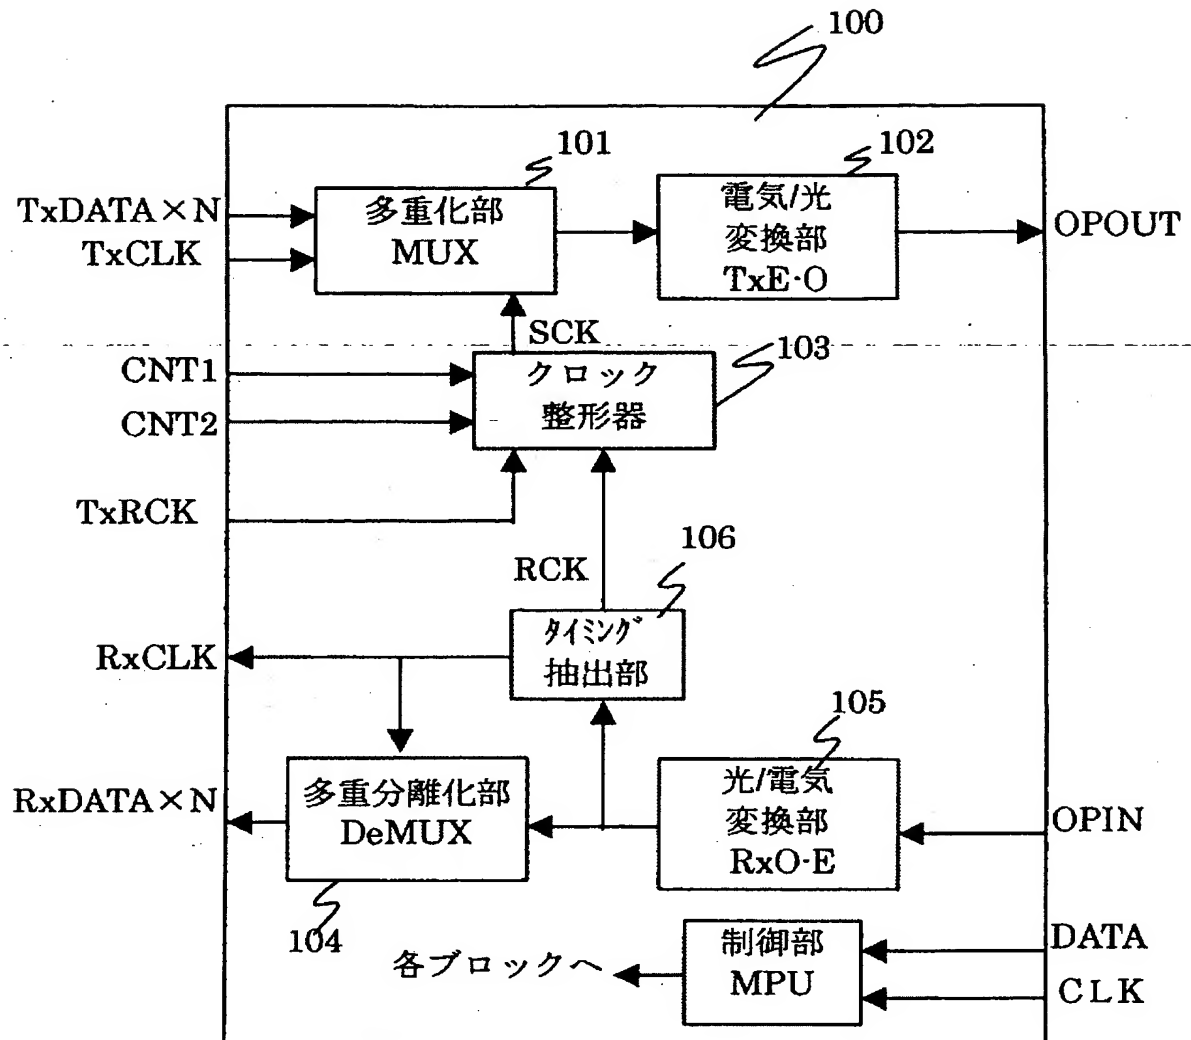 100
101
102
TxDATA×N
TxCLK
多重化部
MUX
電気/光
変換部
TxE·O
OPOUT
SCK
103
CNT1
CNT2
クロック
整形器
TxRCK
106
RCK
タイミング
抽出部
RxCLK
105
RxDATA×N
多重分離化部
DeMUX
光/電気
変換部
RxO·E
OPIN
104
各ブロックへ
制御部
MPU
DATA
CLK